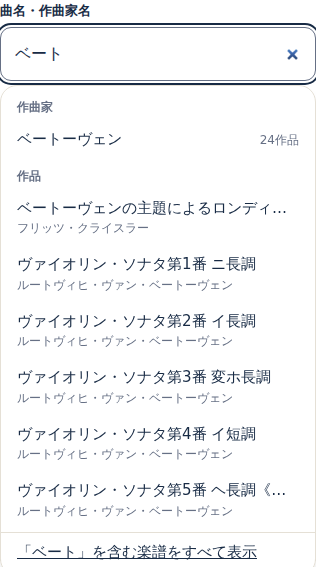 曲名・作曲家名
ベート
作曲家
ベートーヴェン 24作品
作品
ベートーヴェンの主題によるロンディ…
フリッツ・クライスラー
ヴァイオリン・ソナタ第1番 ニ長調
ルートヴィヒ・ヴァン・ベートーヴェン
ヴァイオリン・ソナタ第2番 イ長調
ルートヴィヒ・ヴァン・ベートーヴェン
ヴァイオリン・ソナタ第3番 変ホ長調
ルートヴィヒ・ヴァン・ベートーヴェン
ヴァイオリン・ソナタ第4番 イ短調
ルートヴィヒ・ヴァン・ベートーヴェン
ヴァイオリン・ソナタ第5番 ヘ長調《…
ルートヴィヒ・ヴァン・ベートーヴェン
「ベート」を含む楽譜をすべて表示